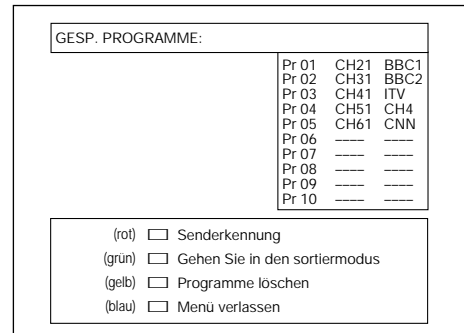 GESP. PROGRAMME:
Pr 01 CH21 BBC1
Pr 02 CH31 BBC2
Pr 03 CH41 ITV
Pr 04 CH51 CH4
Pr 05 CH61 CNN
Pr 06 –––– ––––
Pr 07 –––– ––––
Pr 08 –––– ––––
Pr 09 –––– ––––
Pr 10 –––– ––––
(rot) Senderkennung
(grün) Gehen Sie in den sortiermodus
(gelb) Programme löschen
(blau) Menü verlassen